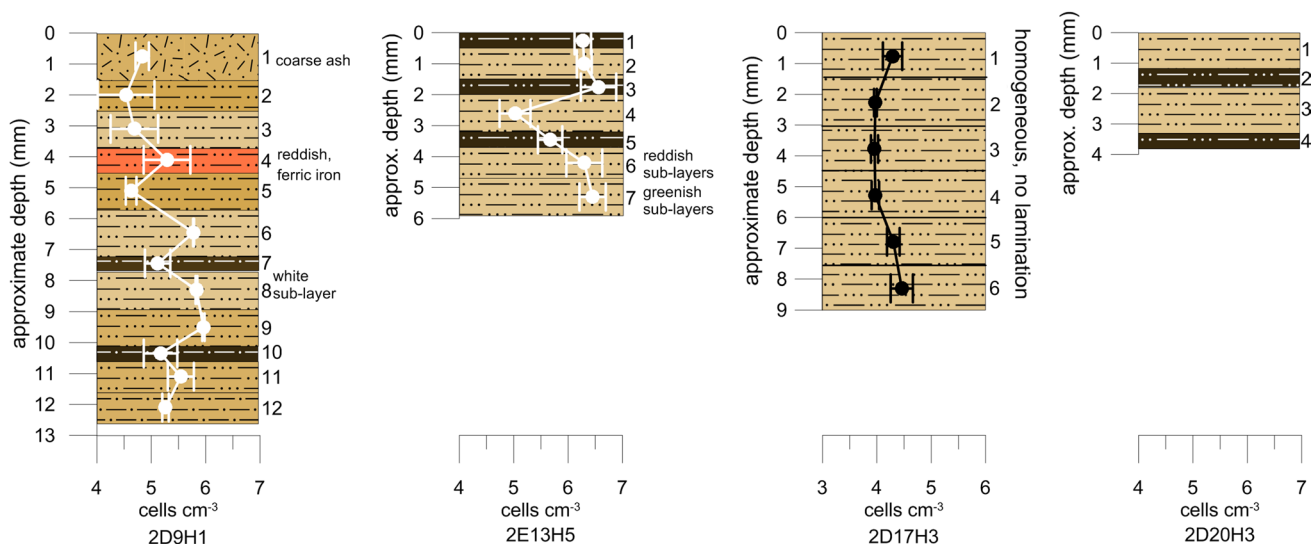 approximate depth (mm)
0
1
2
3
4
5
6
7
8
9
10
11
12
13
1 coarse ash
2
3
4 reddish,
ferric iron
5
6
7
white
8 sub-layer
9
10
11
12
4 5 6 7
cells cm-3
2D9H1
approx. depth (mm)
0
1
2
3
4
5
6
1
2
3
4
5
6 reddish
sub-layers
7 greenish
sub-layers
4 5 6 7
cells cm-3
2E13H5
approximate depth (mm)
0
1
2
3
4
5
6
7
8
9
1
2
3
4
5
6
homogeneous, no lamination
3 4 5 6
cells cm-3
2D17H3
approx. depth (mm)
0
1
2
3
4
1
2
3
4
4 5 6 7
cells cm-3
2D20H3